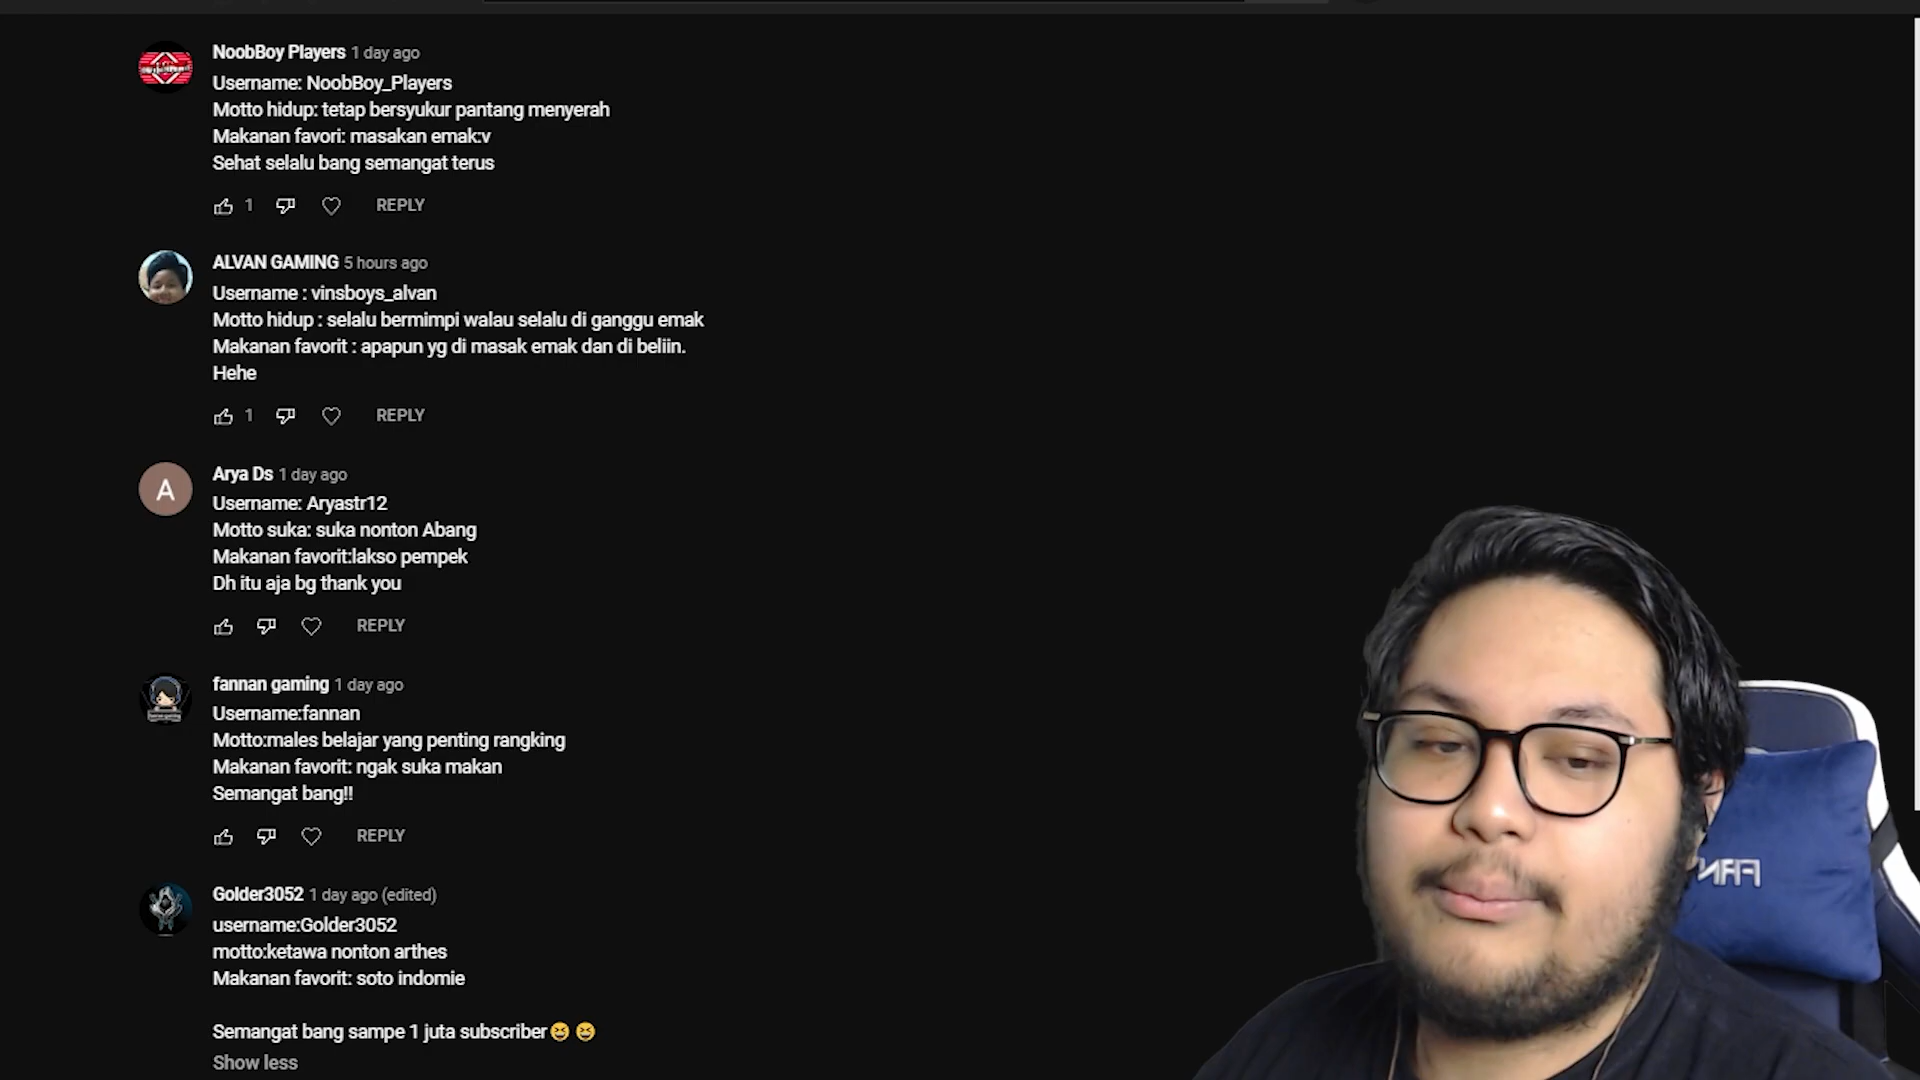 NoobBoy Players 1 day ago
Username: NoobBoy_Players
Motto hidup: tetap bersyukur pantang menyerah
Makanan favori: masakan emak:v
Sehat selalu bang semangat terus
1 REPLY
ALVAN GAMING 5 hours ago
Username : vinsboys_alvan
Motto hidup : selalu bermimpi walau selalu di ganggu emak
Makanan favorit : apapun yg di masak emak dan di beliin.
Hehe
1 REPLY
A
Arya Ds 1 day ago
Username: Aryastr12
Motto suka: suka nonton Abang
Makanan favorit:lakso pempek
Dh itu aja bg thank you
REPLY
fannan gaming 1 day ago
Username:fannan
Motto:males belajar yang penting rangking
Makanan favorit: ngak suka makan
Semangat bang!!
REPLY
Golder3052 1 day ago (edited)
username:Golder3052
motto:ketawa nonton arthes
Makanan favorit: soto indomie
Semangat bang sampe 1 juta subscriber😆 😆
Show less